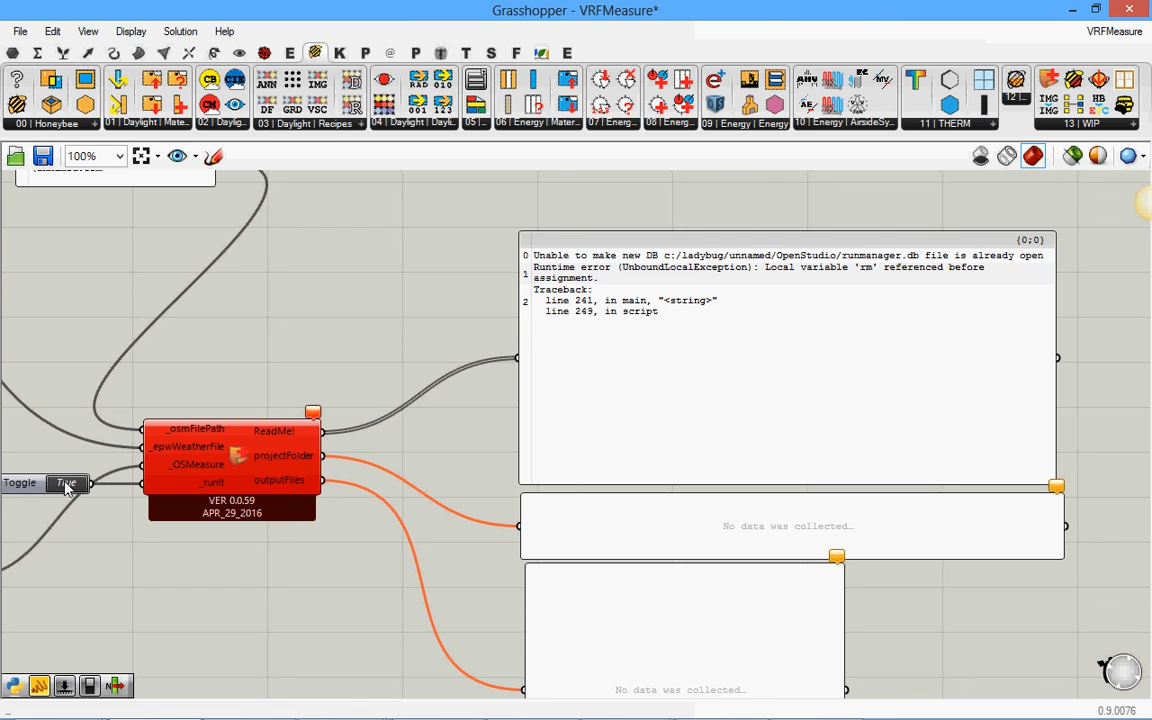 Grasshopper - VRFMeasure*
File Edit View Display Solution Help
VRFMeasure
E K P @ P T S F E
00 | Honeybee
01 | Daylight | Mate...
02 | Daylig...
03 | Daylight | Recipes
04 | Daylight | Dayli...
05 |...
06 | Energy | Mater...
07 | Energ...
08 | Energ...
09 | Energy | Energy
10 | Energy | AirsideSy...
11 | THERM
12 |...
13 | WIP
100%
{0;0}
0 Unable to make new DB c:/ladybug/unnamed/OpenStudio/runmanager.db file is already open
1 Runtime error (UnboundLocalException): Local variable 'rm' referenced before
assignment.
2 Traceback:
line 241, in main, "<string>"
line 249, in script
_osmFilePath
_epwWeatherFile
_OSMeasure
_runit
ReadMe!
projectFolder
outputFiles
VER 0.0.59
APR_29_2016
Toggle True
No data was collected...
No data was collected...
0.9.0076